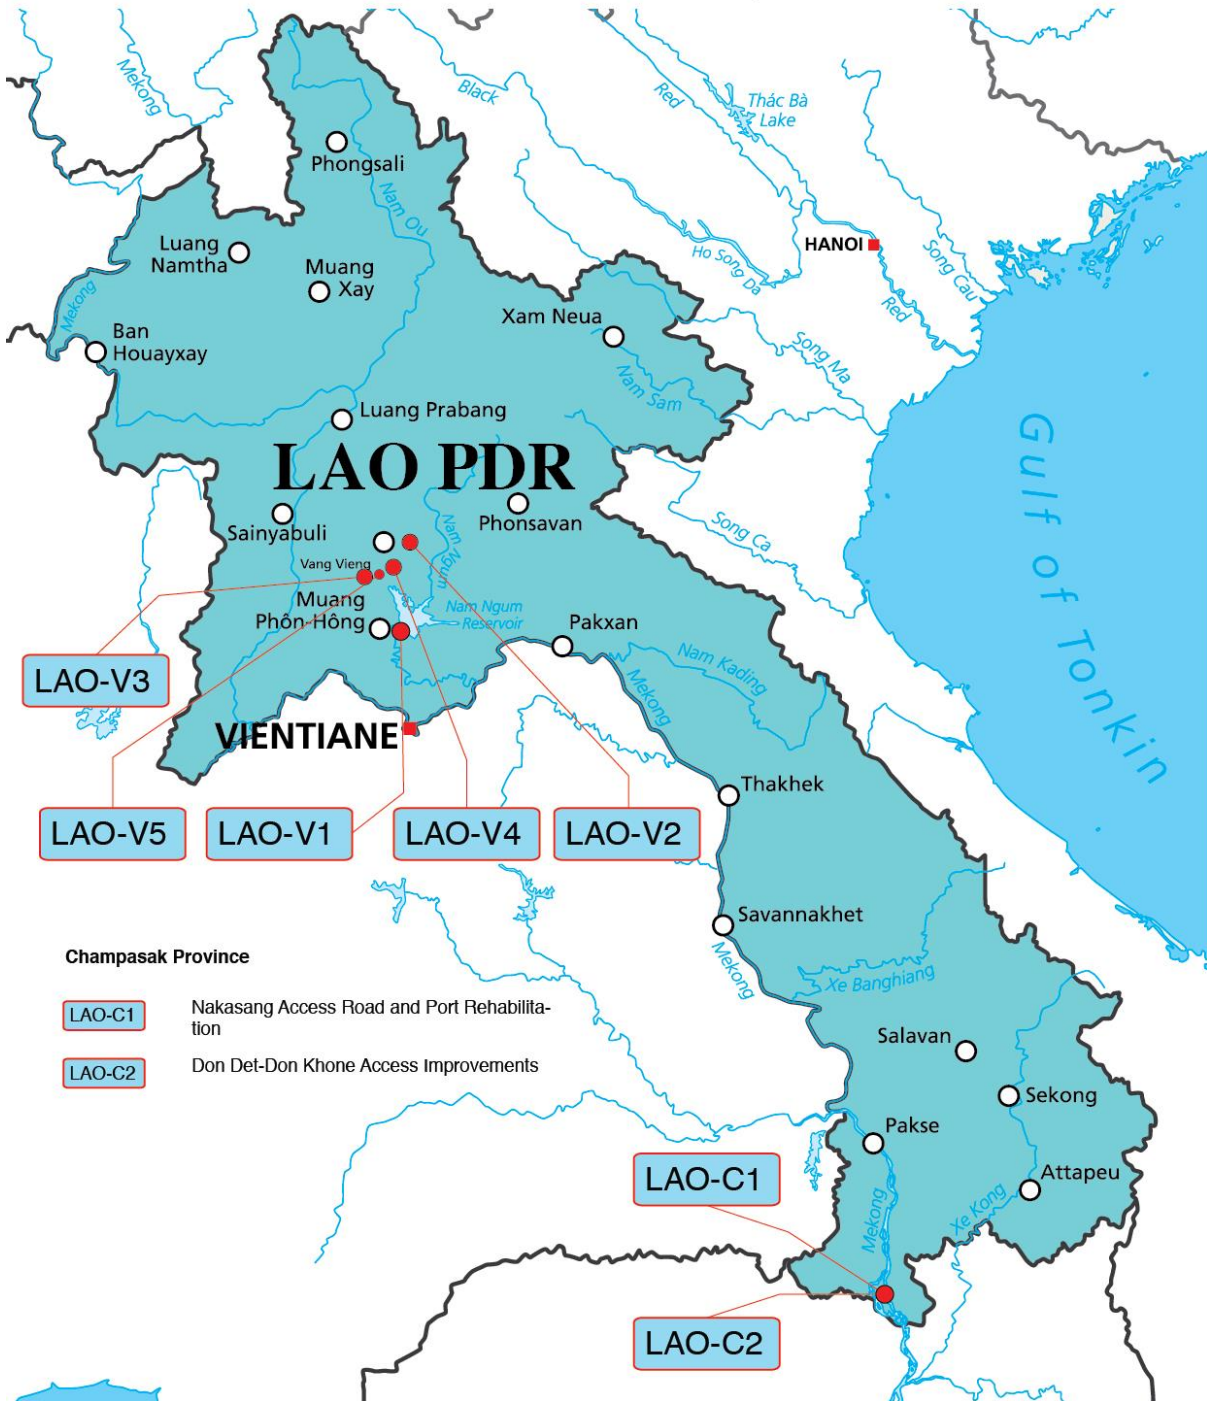 Mekong
Black
Red
Thác Bà
Lake
Phongsali
Nam Ou
Luang
Namtha
Muang
Xay
HANOI
Ho Song Da
Song Cau
Red
Mekong
Ban
Houayxay
Xam Neua
Song Ma
Nam Sam
Luang Prabang
LAO PDR
Gulf of Tonkin
Sainyabuli
Phonsavan
Nam Ngum
Song Ca
Vang Vieng
Muang
Phôn-Hông
Nam Ngum
Reservoir
Pakxan
Nam Kading
Mekong
LAO-V3
VIENTIANE
Thakhek
LAO-V5
LAO-V1
LAO-V4
LAO-V2
Savannakhet
Mekong
Xe Banghiang
Champasak Province
LAO-C1
Nakasang Access Road and Port Rehabilita-
tion
LAO-C2
Don Det-Don Khone Access Improvements
Salavan
Sekong
Pakse
Attapeu
LAO-C1
Mekong
Xe Kong
LAO-C2